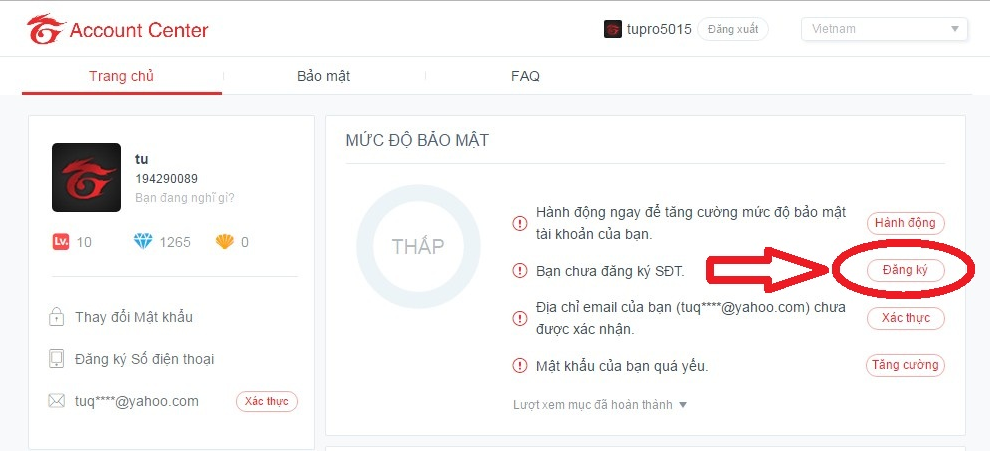 Account Center
tupro5015
Đăng xuất
Vietnam
Trang chủ
Bảo mật
FAQ
tu
194290089
Bạn đang nghĩ gì?
Lv. 10
1265
0
Thay đổi Mật khẩu
Đăng ký Số điện thoại
tuq****@yahoo.com
Xác thực
MỨC ĐỘ BẢO MẬT
THẤP
Hành động ngay để tăng cường mức độ bảo mật
tài khoản của bạn.
Hành động
Bạn chưa đăng ký SĐT.
Đăng ký
Địa chỉ email của bạn (tuq****@yahoo.com) chưa
được xác nhận.
Xác thực
Mật khẩu của bạn quá yếu.
Tăng cường
Lượt xem mục đã hoàn thành